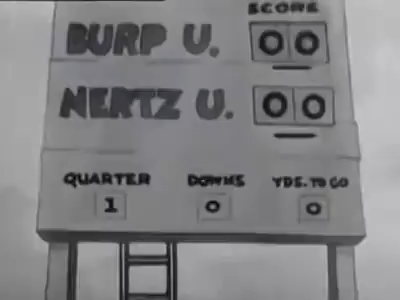 SCORE
BURP U. 00
NERTZ U. 00
QUARTER DOWNS YDS. TO GO
1 0 0